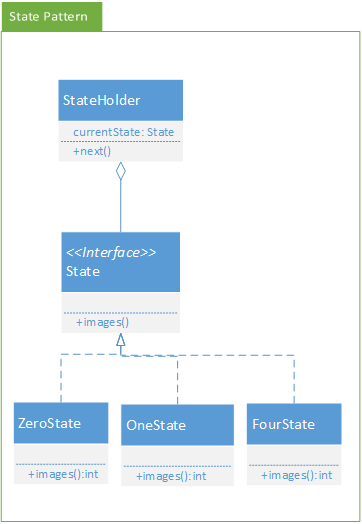 State Pattern
StateHolder
currentState: State
+next()
<<Interface>>
State
+images()
ZeroState
OneState
FourState
+images():int
+images():int
+images():int